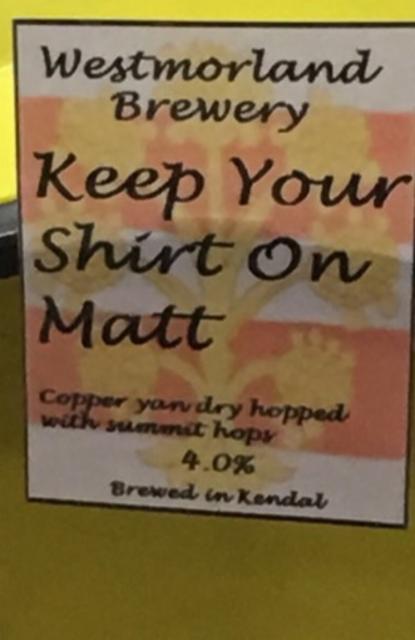 Westmorland
Brewery
Keep Your
Shirt On
Matt
Copper yan dry hopped
with summit hops
4.0%
Brewed in Kendal